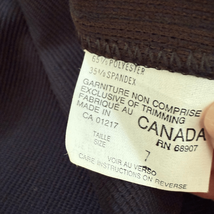 65% POLYESTER
35% SPANDEX
GARNITURE NON COMPRISE
EXCLUSIVE OF TRIMMING
FABRIQUE AU
MADE IN CANADA
CA 01217
RN 88907
TAILLE
SIZE 7
VOIR AU VERSO
CARE INSTRUCTIONS ON REVERSE